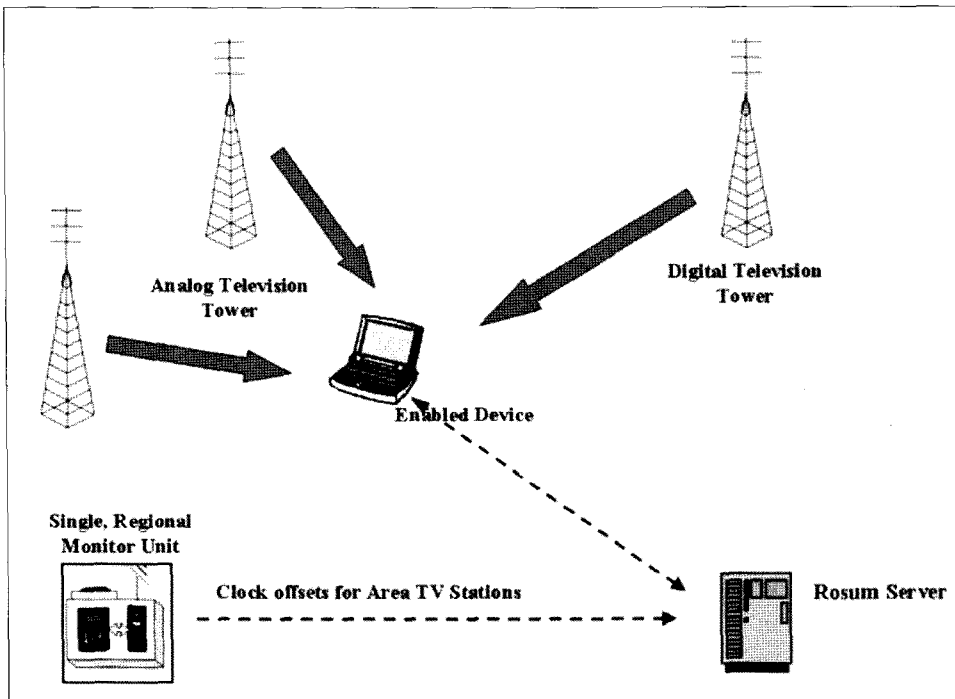 Analog Television
Tower
Digital Television
Tower
Enabled Device
Single, Regional
Monitor Unit
Clock offsets for Area TV Stations
Rosum Server